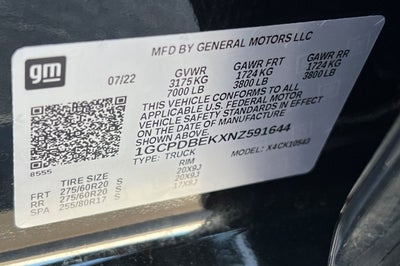 MFD BY GENERAL MOTORS LLC
gm
07/22
GVWR GAWR FRT GAWR RR
3175 KG 1724 KG 1724 KG
7000 LB 3800 LB 3800 LB
THIS VEHICLE CONFORMS TO ALL
APPLICABLE U.S. FEDERAL MOTOR
VEHICLE SAFETY
STANDARDS IN EFFECT ON THE DATE OF
MANUFACTURE SHOWN ABOVE.
1GCPDBEKXNZ591644
TYPE: TRUCK MODEL: X4CK10543
8555
TIRE SIZE RIM
FRT 275/60R20 S 20X9J
RR 275/60R20 S 20X9J
SPA 255/80R17 S 17X8J